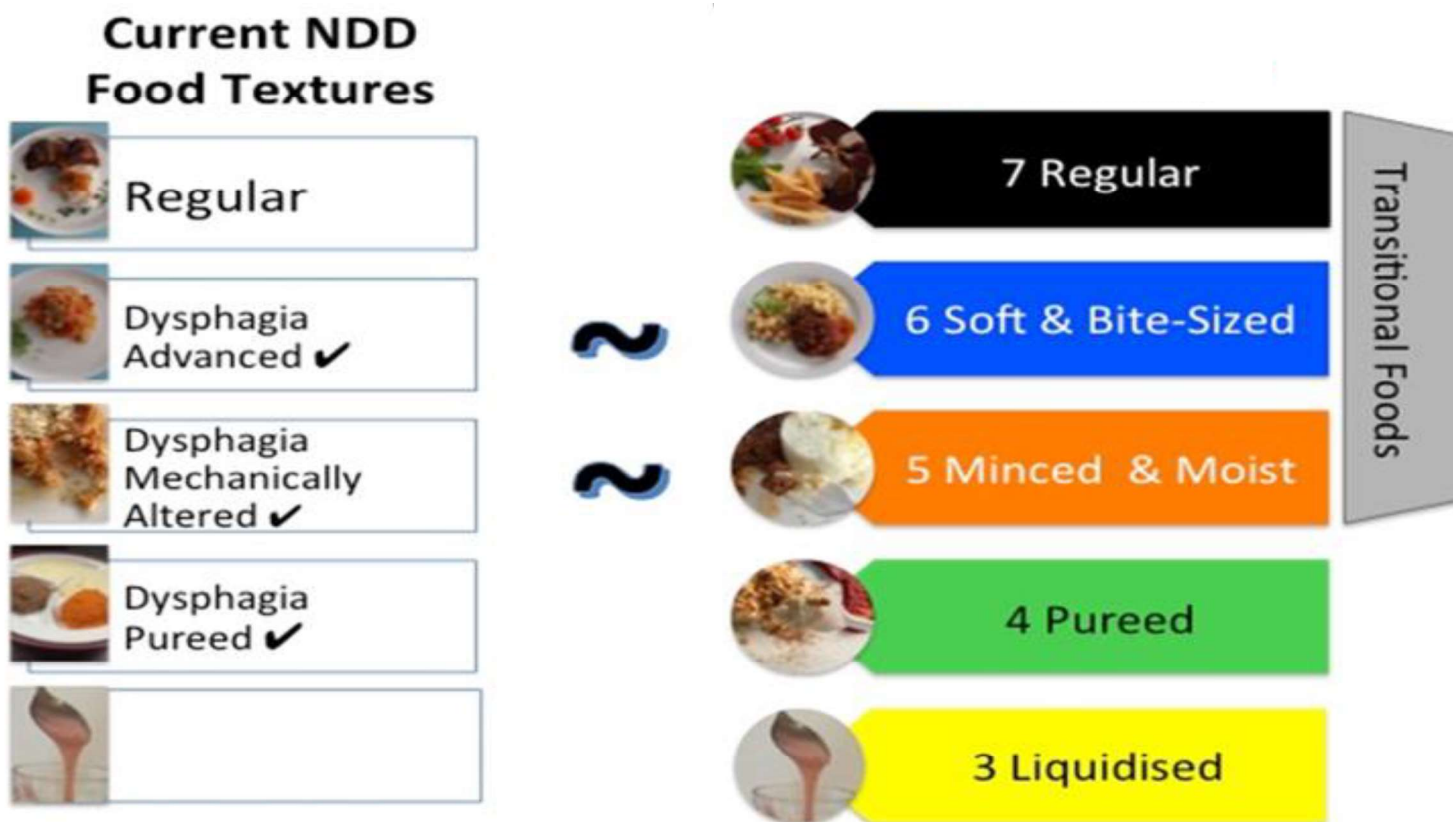 Current NDD
Food Textures
Regular
Dysphagia
Advanced ✔
Dysphagia
Mechanically
Altered ✔
Dysphagia
Pureed ✔
~
~
7 Regular
6 Soft & Bite-Sized
5 Minced & Moist
4 Pureed
3 Liquidised
Transitional Foods